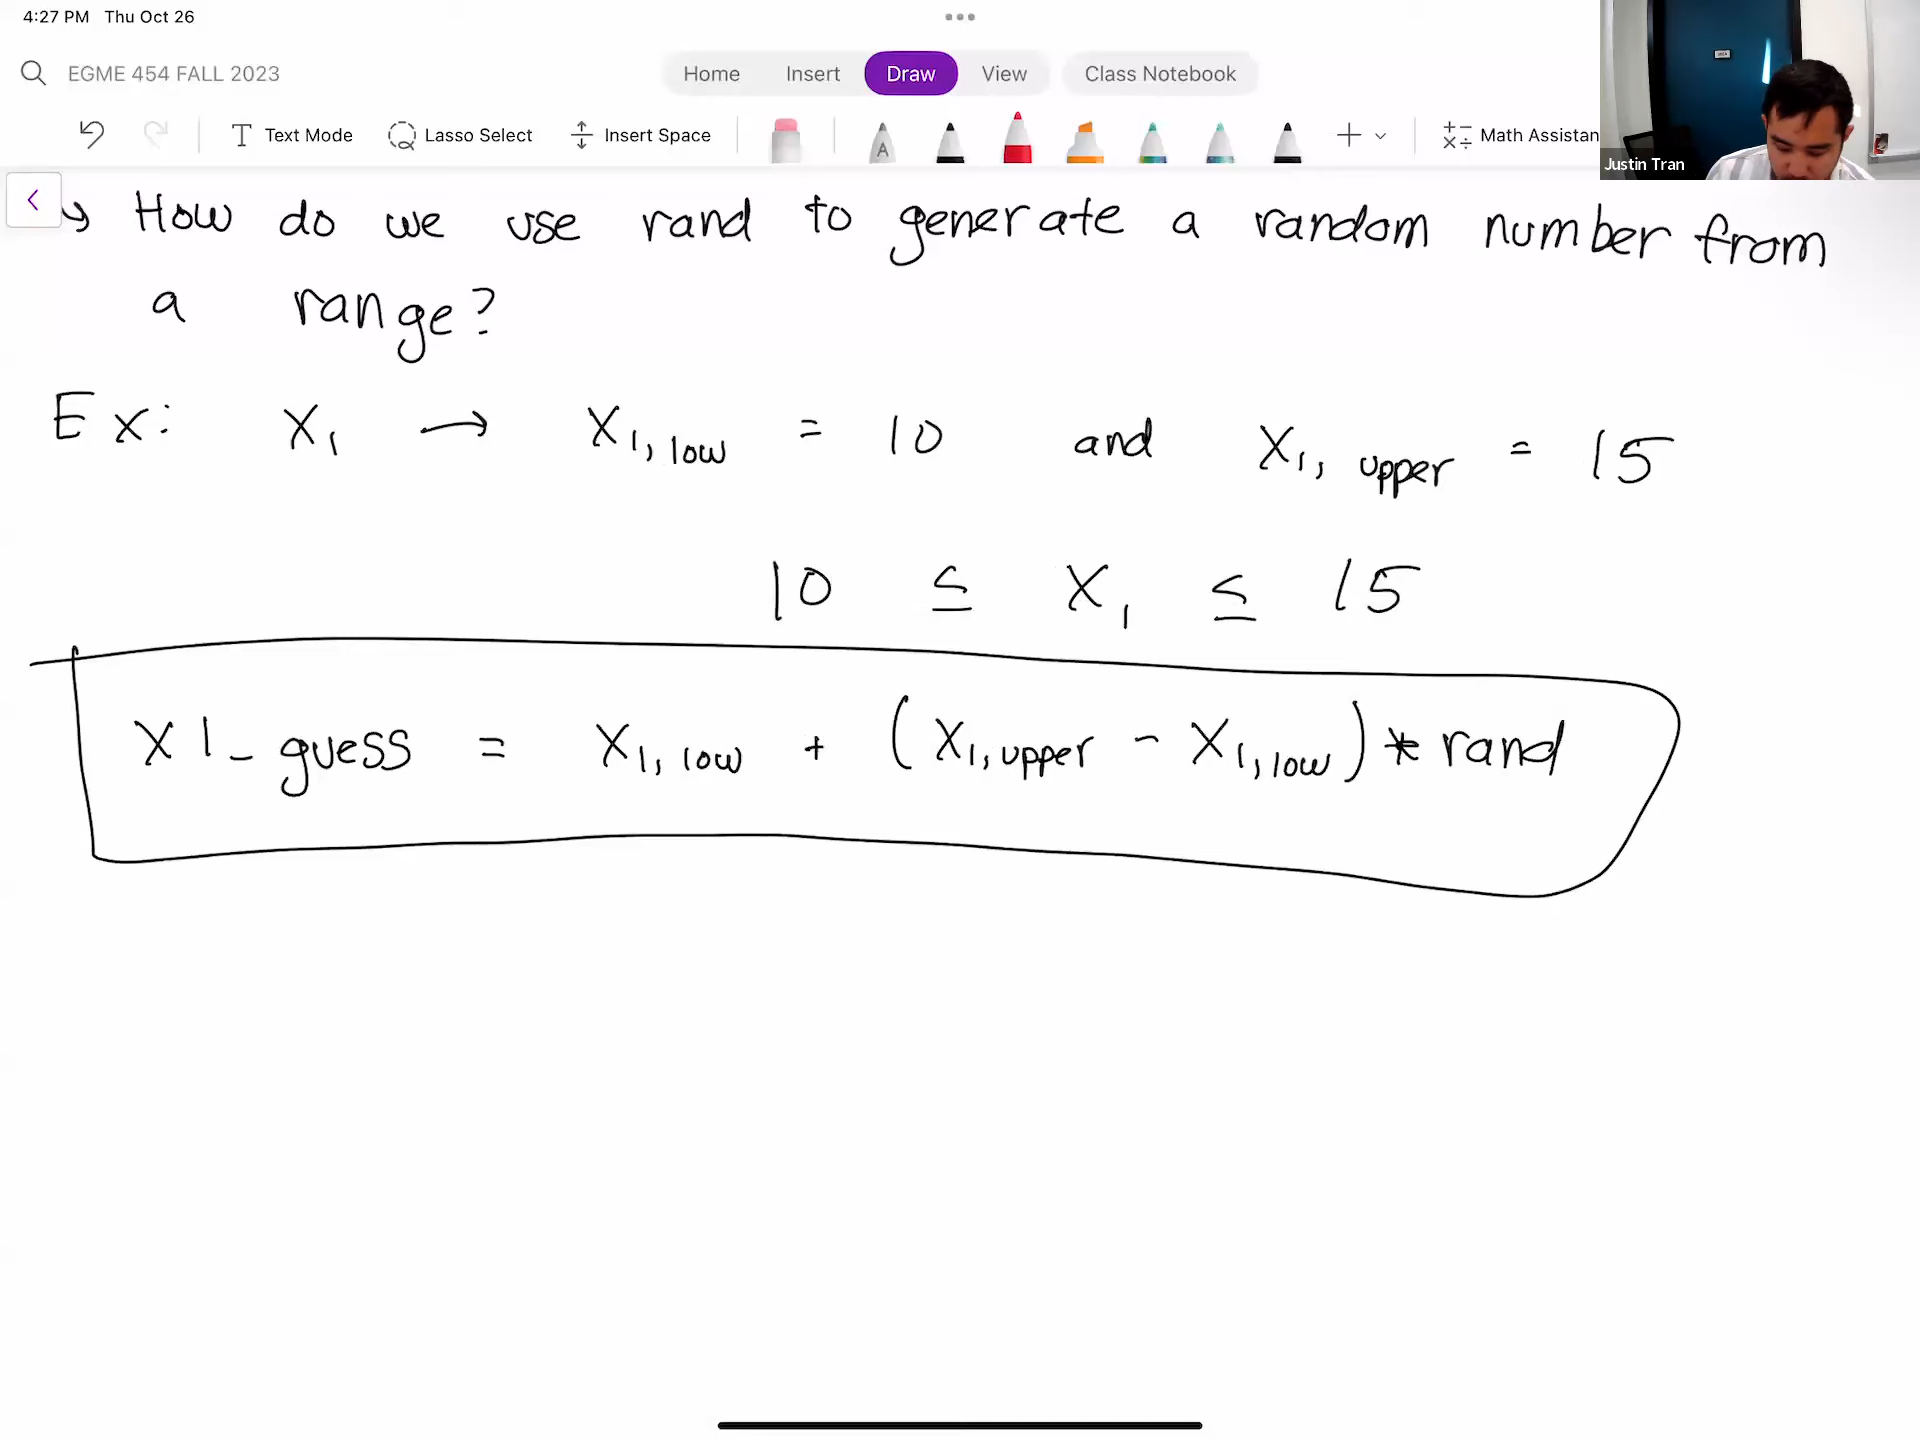 4:27 PM Thu Oct 26
EGME 454 FALL 2023
Home Insert Draw View Class Notebook
Text Mode Lasso Select Insert Space A Math Assistan
Justin Tran
How do we use rand to generate a random number from
a range?
Ex: X₁ → X₁,low = 10 and X₁,upper = 15
10 ≤ X₁ ≤ 15
X1_guess = X₁,low + (X₁,upper - X₁,low) * rand